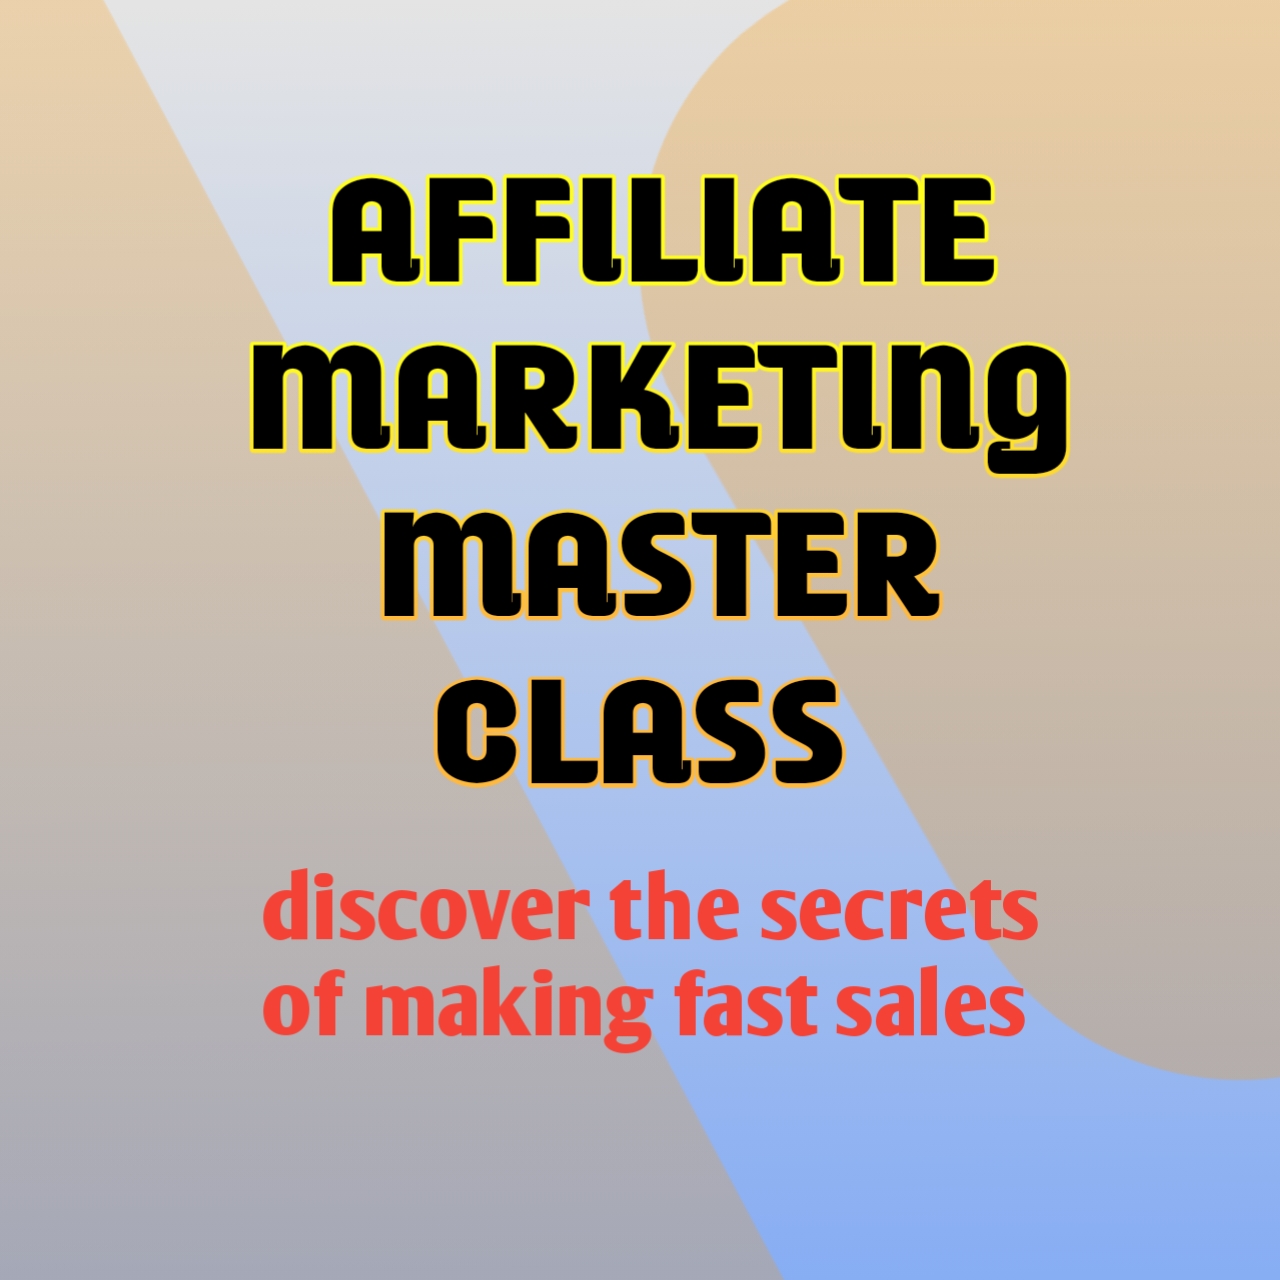 AFFILIATE
MARKETING
MASTER
CLASS
discover the secrets
of making fast sales